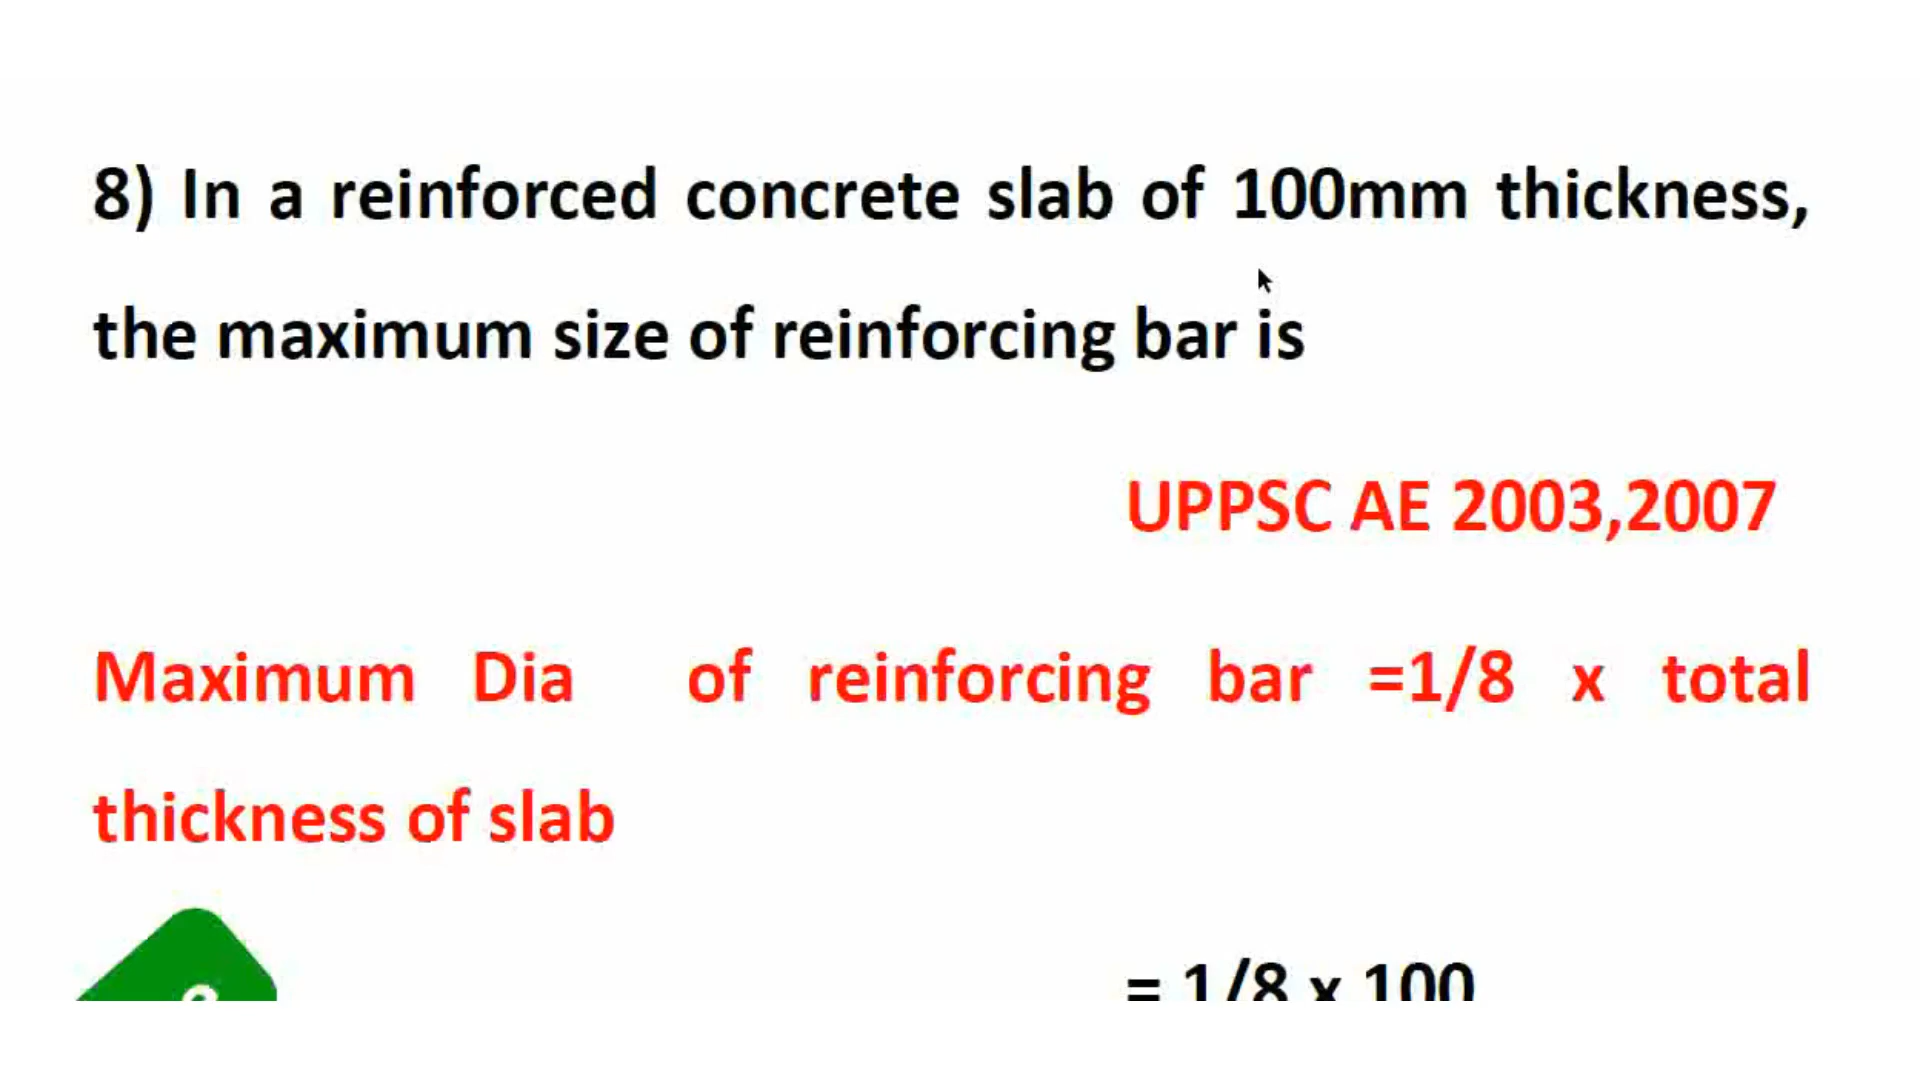 8) In a reinforced concrete slab of 100mm thickness,
the maximum size of reinforcing bar is
UPPSC AE 2003,2007
Maximum Dia of reinforcing bar =1/8 x total
thickness of slab
= 1/8 x 100